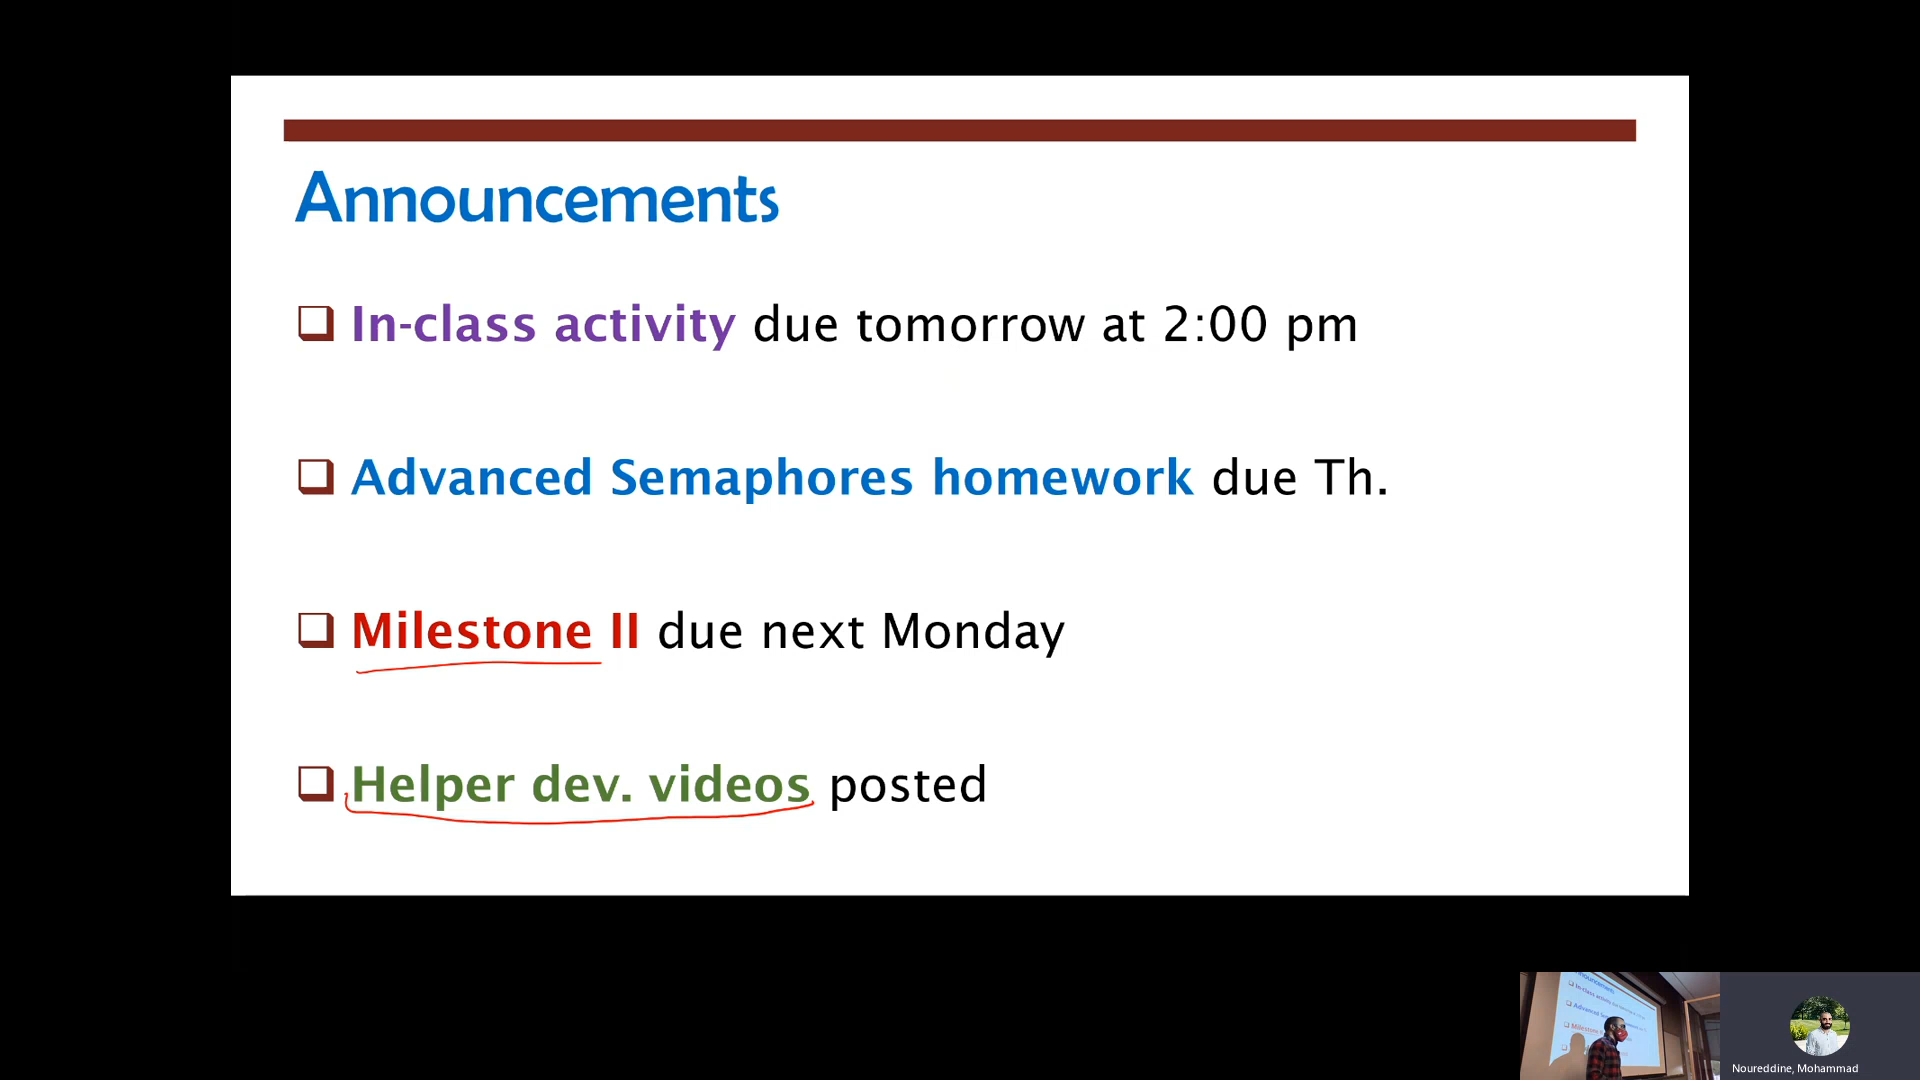 Announcements
In-class activity due tomorrow at 2:00 pm
Advanced Semaphores homework due Th.
Milestone II due next Monday
Helper dev. videos posted
Noureddine, Mohammad